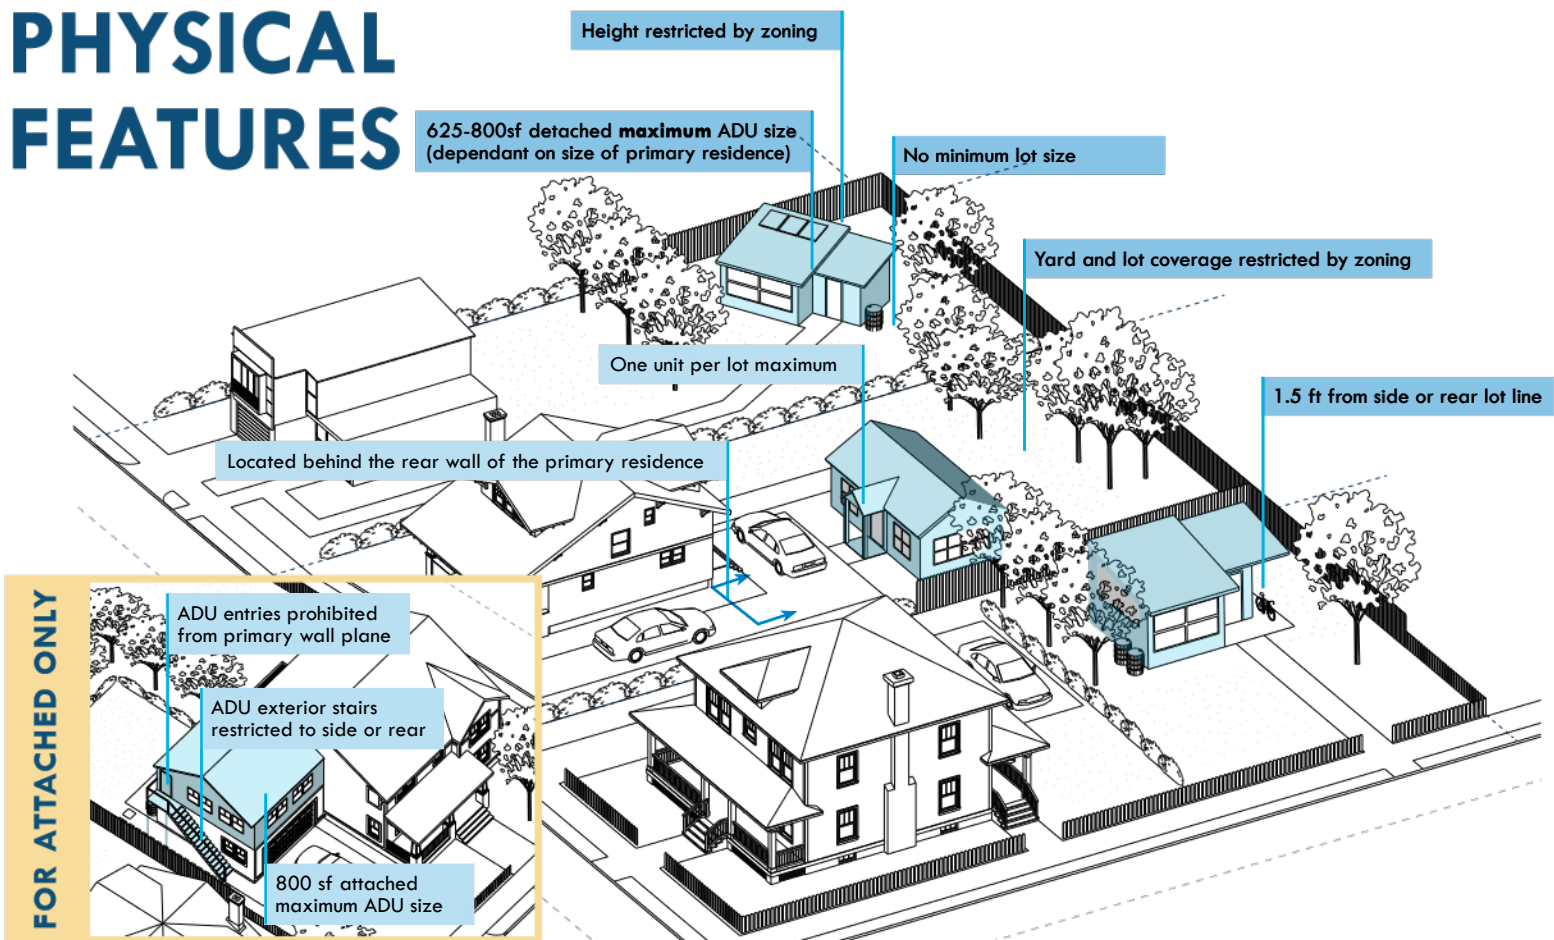 PHYSICAL
FEATURES
Height restricted by zoning
625-800sf detached maximum ADU size
(dependant on size of primary residence)
No minimum lot size
Yard and lot coverage restricted by zoning
One unit per lot maximum
1.5 ft from side or rear lot line
Located behind the rear wall of the primary residence
FOR ATTACHED ONLY
ADU entries prohibited
from primary wall plane
ADU exterior stairs
restricted to side or rear
800 sf attached
maximum ADU size